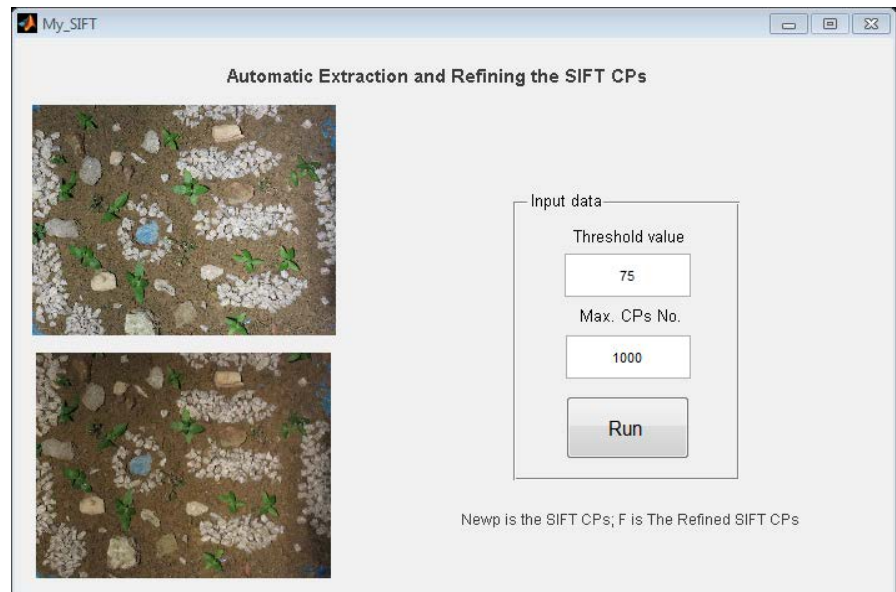 My_SIFT
Automatic Extraction and Refining the SIFT CPs
Input data
Threshold value
75
Max. CPs No.
1000
Run
Newp is the SIFT CPs; F is The Refined SIFT CPs